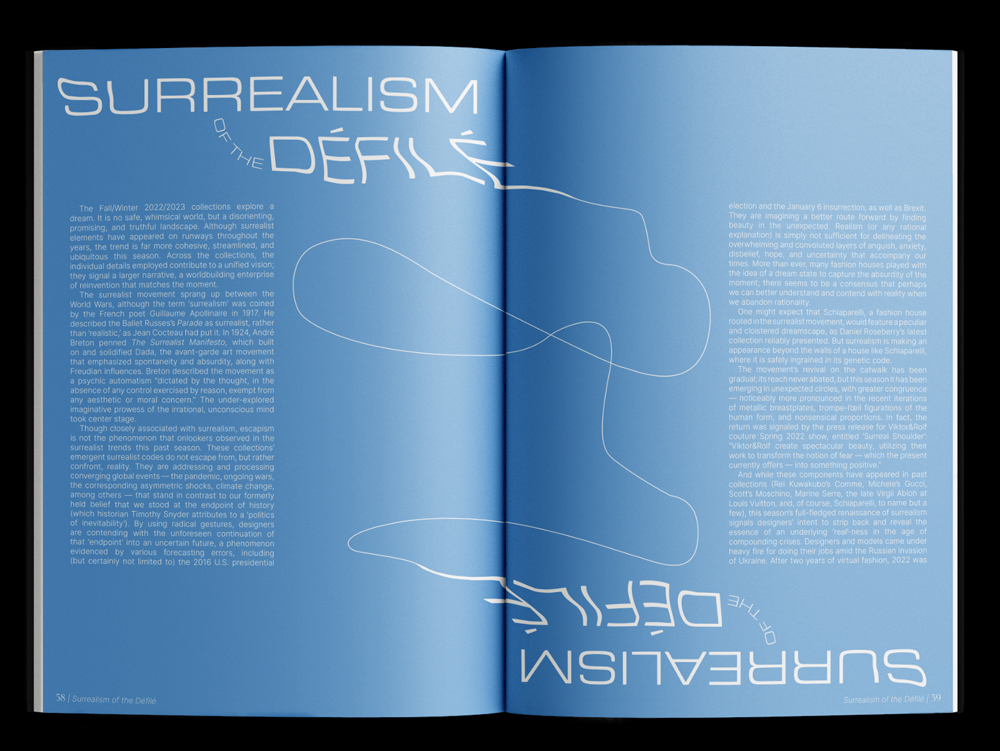 SURREALISM
OF THE
DÉFILÉ
The Fall/Winter 2022/2023 collections explore a
dream. It is no safe, whimsical world, but a disorienting,
promising, and truthful landscape. Although surrealist
elements have appeared on runways throughout the
years, the trend is far more cohesive, streamlined, and
ubiquitous this season. Across the collections, the
individual details employed contribute to a unified vision;
they signal a larger narrative, a worldbuilding enterprise
of reinvention that matches the moment.
The surrealist movement sprang up between the
World Wars, although the term 'surrealism' was coined
by the French poet Guillaume Apollinaire in 1917. He
described the Ballet Russes's Parade as surrealist, rather
than 'realistic,' as Jean Cocteau had put it. In 1924, André
Breton penned The Surrealist Manifesto, which built
on and solidified Dada, the avant-garde art movement
that emphasized spontaneity and absurdity, along with
Freudian influences. Breton described the movement as
a psychic automatism "dictated by the thought, in the
absence of any control exercised by reason, exempt from
any aesthetic or moral concern." The under-explored
imaginative prowess of the irrational, unconscious mind
took center stage.
Though closely associated with surrealism, escapism
is not the phenomenon that onlookers observed in the
surrealist trends this past season. These collections'
emergent surrealist codes do not escape from, but rather
confront, reality. They are addressing and processing
converging global events — the pandemic, ongoing wars,
the corresponding asymmetric shocks, climate change,
among others — that stand in contrast to our formerly
held belief that we stood at the endpoint of history
(which historian Timothy Snyder attributes to a 'politics
of inevitability'). By using radical gestures, designers
are contending with the unforeseen continuation of
that 'endpoint' into an uncertain future, a phenomenon
evidenced by various forecasting errors, including
(but certainly not limited to) the 2016 U.S. presidential
58 | Surrealism of the Défilé
election and the January 6 insurrection, as well as Brexit.
They are imagining a better route forward by finding
beauty in the unexpected. Realism (or any rational
explanation) is simply not sufficient for delineating the
overwhelming and convoluted layers of anguish, anxiety,
disbelief, hope, and uncertainty that accompany our
times. More than ever, many fashion houses played with
the idea of a dream state to capture the absurdity of the
moment; there seems to be a consensus that perhaps
we can better understand and contend with reality when
we abandon rationality.
One might expect that Schiaparelli, a fashion house
rooted in the surrealist movement, would feature a peculiar
and cloistered dreamscape, as Daniel Roseberry's latest
collection reliably presented. But surrealism is making an
appearance beyond the walls of a house like Schiaparelli,
where it is safely ingrained in its genetic code.
The movement's revival on the catwalk has been
gradual, its reach never abated, but this season it has been
emerging in unexpected circles, with greater congruence
— noticeably more pronounced in the recent iterations
of metallic breastplates, trompe-l'œil figurations of the
human form, and nonsensical proportions. In fact, the
return was signaled by the press release for Viktor&Rolf
couture Spring 2022 show, entitled 'Surreal Shoulder':
"Viktor&Rolf create spectacular beauty, utilizing their
work to transform the notion of fear — which the present
currently offers — into something positive."
And while these components have appeared in past
collections (Rei Kuwakubo's Comme, Michele's Gucci,
Scott's Moschino, Marine Serre, the late Virgil Abloh at
Louis Vuitton, and, of course, Schiaparelli, to name but a
few), this season's full-fledged renaissance of surrealism
signals designers' intent to strip back and reveal the
essence of an underlying 'real'-ness in the age of
compounding crises. Designers and models came under
heavy fire for doing their jobs amid the Russian invasion
of Ukraine. After two years of virtual fashion, 2022 was
DÉFILÉ
OF THE
SURREALISM
Surrealism of the Défilé | 59